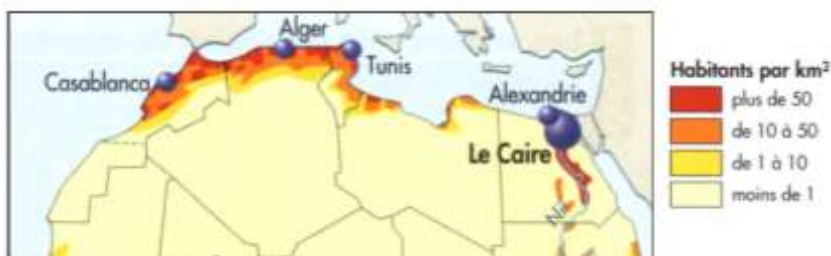 Alger
Tunis
Casablanca
Alexandrie
Le Caire
Nil
Habitants par km²
plus de 50
de 10 à 50
de 1 à 10
moins de 1